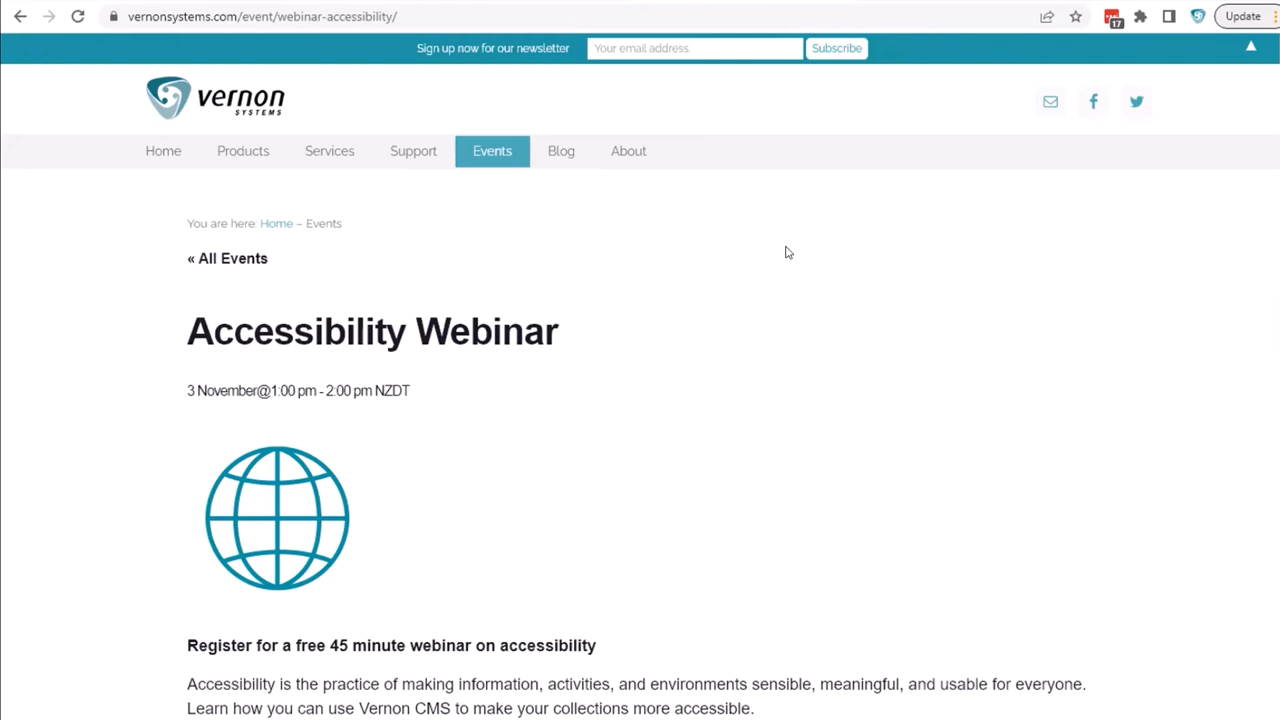 vernonsystems.com/event/webinar-accessibility/
17
Update
Sign up now for our newsletter Your email address Subscribe
vernon
SYSTEMS
Home Products Services Support Events Blog About
You are here: Home – Events
« All Events
Accessibility Webinar
3 November@1:00 pm - 2:00 pm NZDT
Register for a free 45 minute webinar on accessibility
Accessibility is the practice of making information, activities, and environments sensible, meaningful, and usable for everyone.
Learn how you can use Vernon CMS to make your collections more accessible.